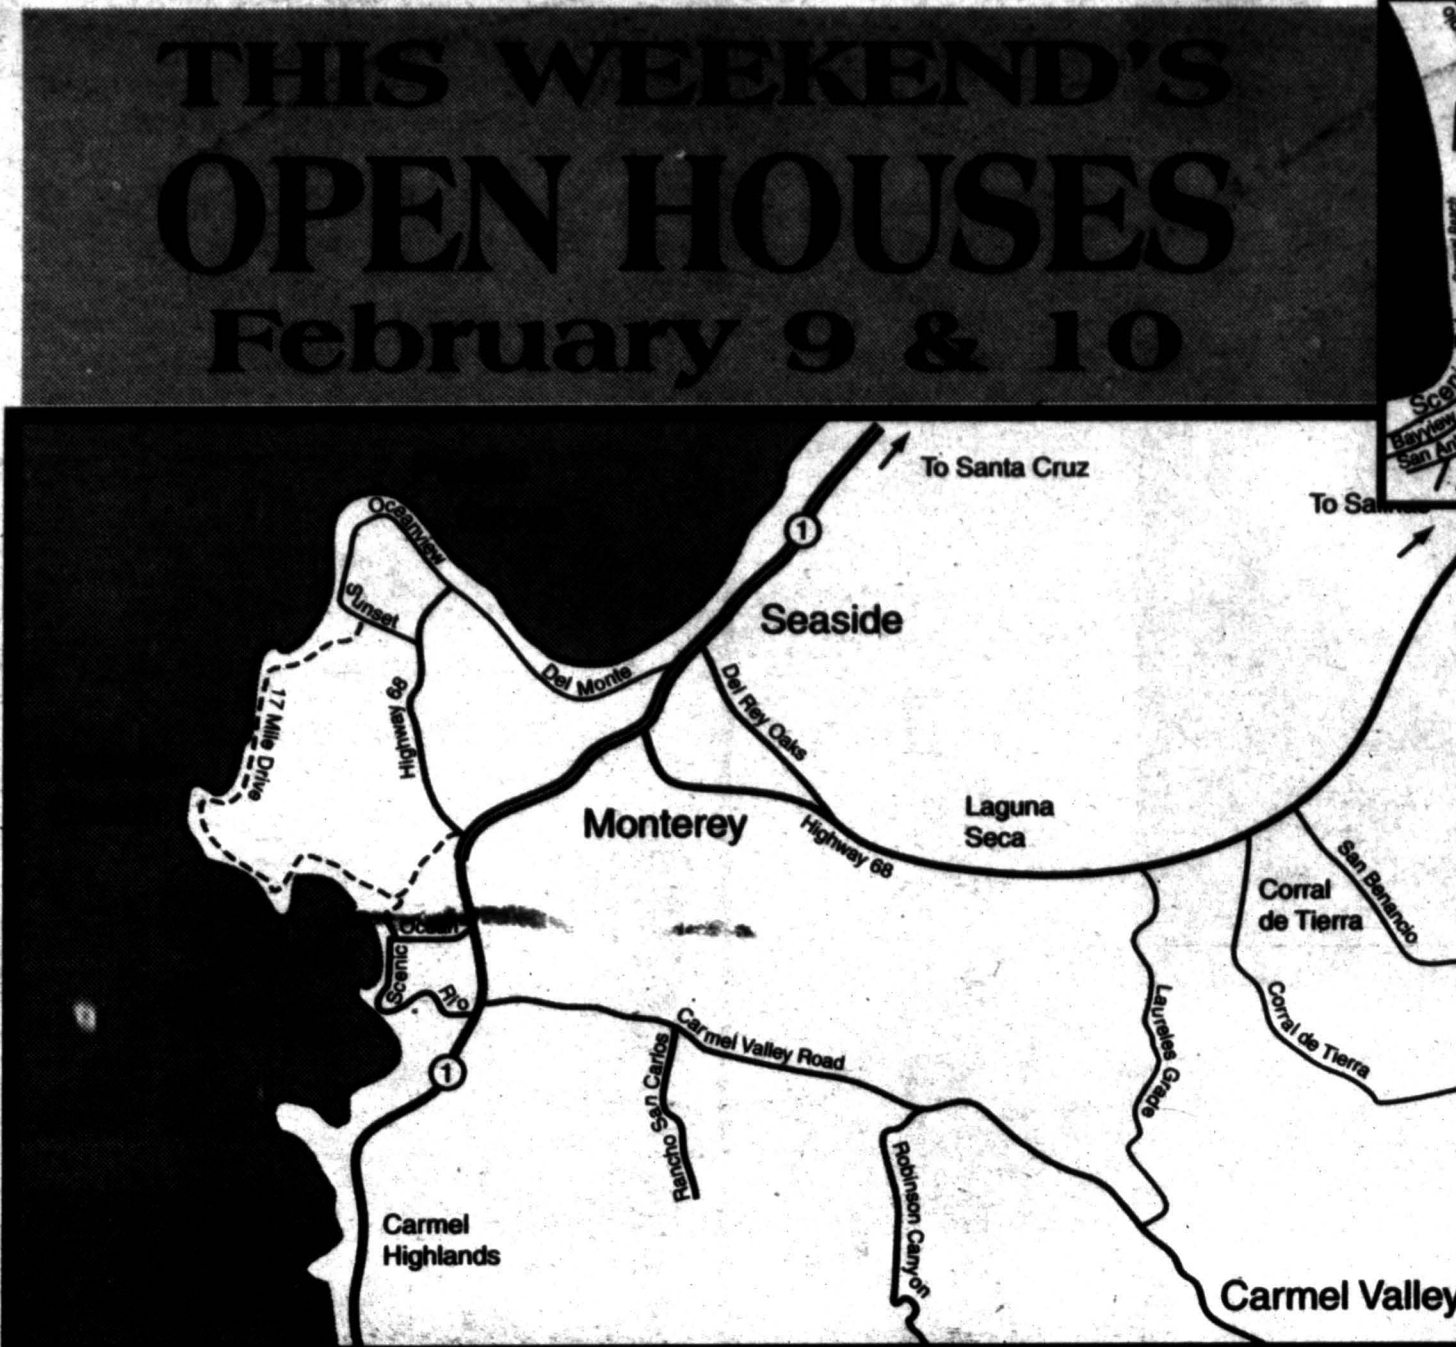 THIS WEEKEND'S
OPEN HOUSES
February 9 & 10
Bayview
San An
To Santa Cruz
To Salinas
1
Oceanview
Sunset
Seaside
Del Monte
Del Rey Oaks
17 Mile Drive
Highway 68
Monterey
Highway 68
Laguna
Seca
San Benancio
Corral
de Tierra
Ocean
Scenic
Rio
Corral de Tierra
Laureles Grade
Carmel Valley Road
Rancho San Carlos
1
Robinson Canyon
Carmel
Highlands
Carmel Valley